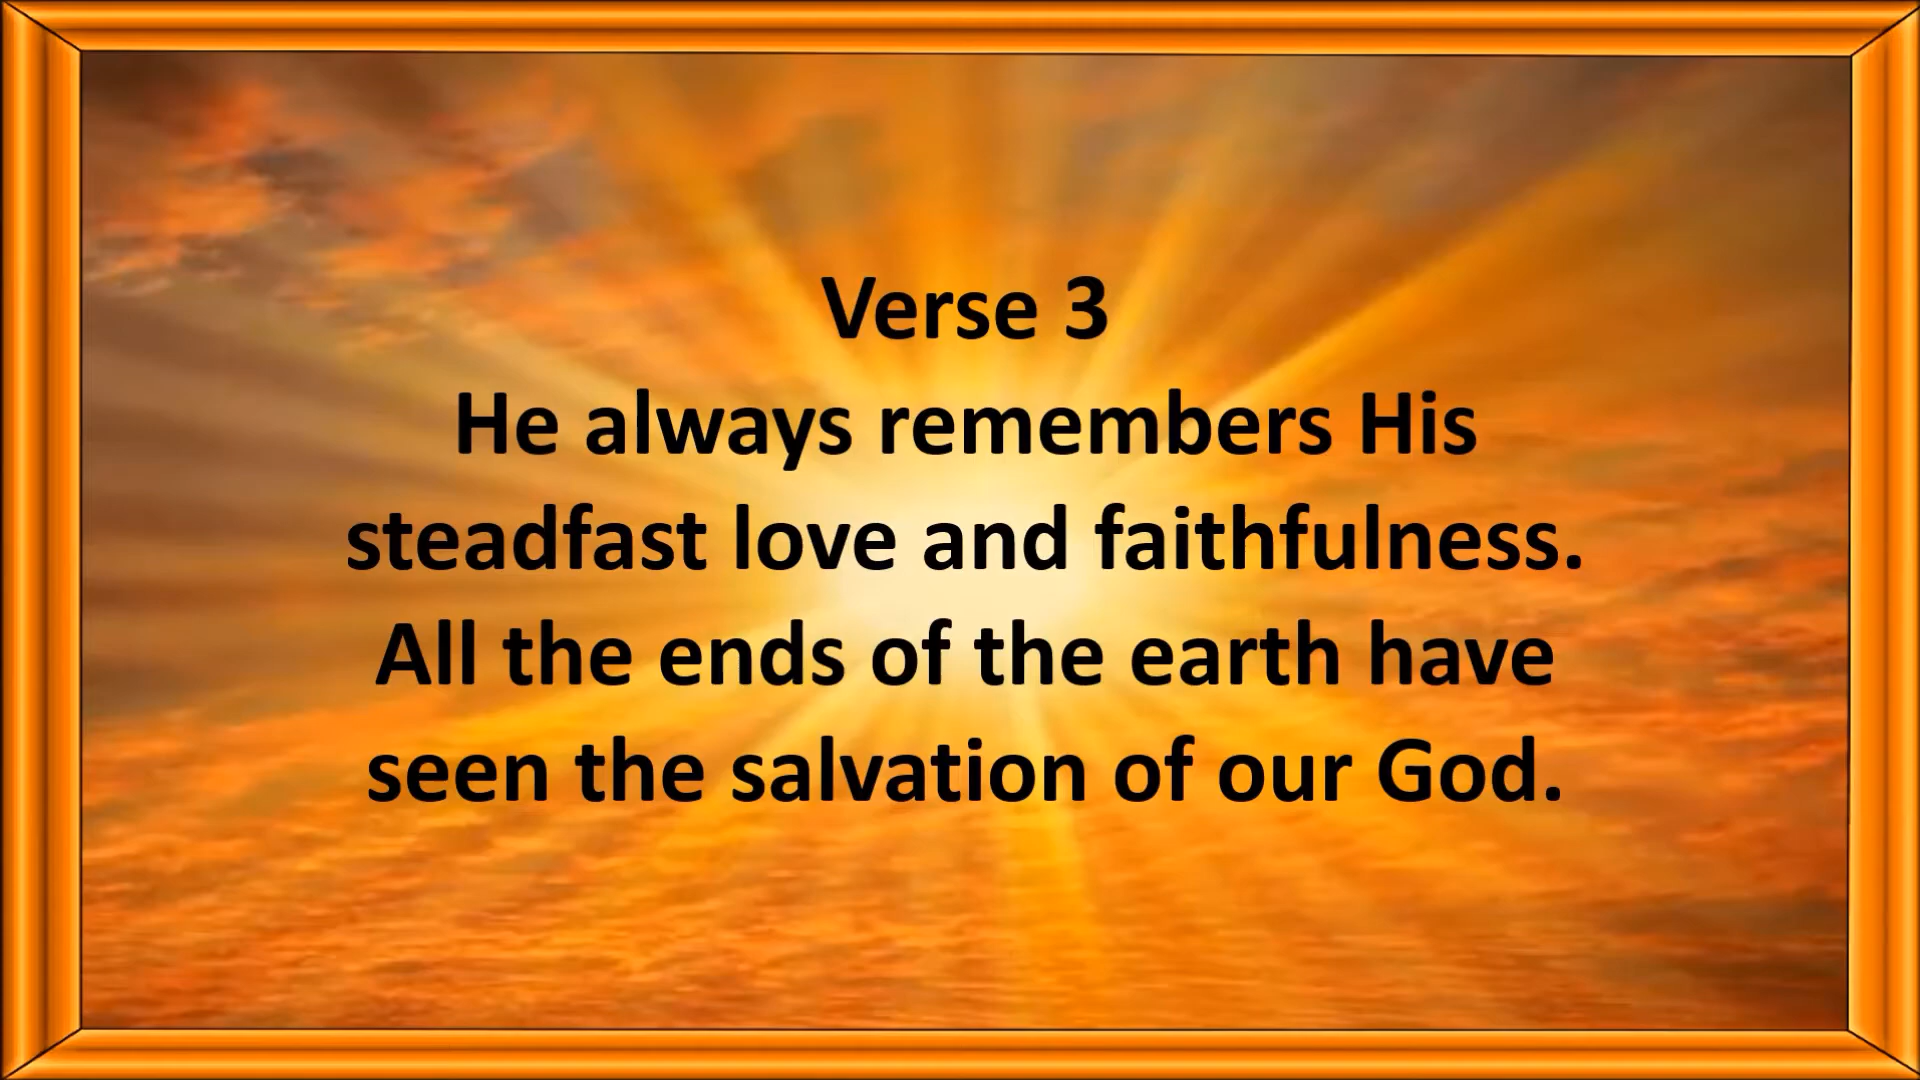 Verse 3
He always remembers His
steadfast love and faithfulness.
All the ends of the earth have
seen the salvation of our God.